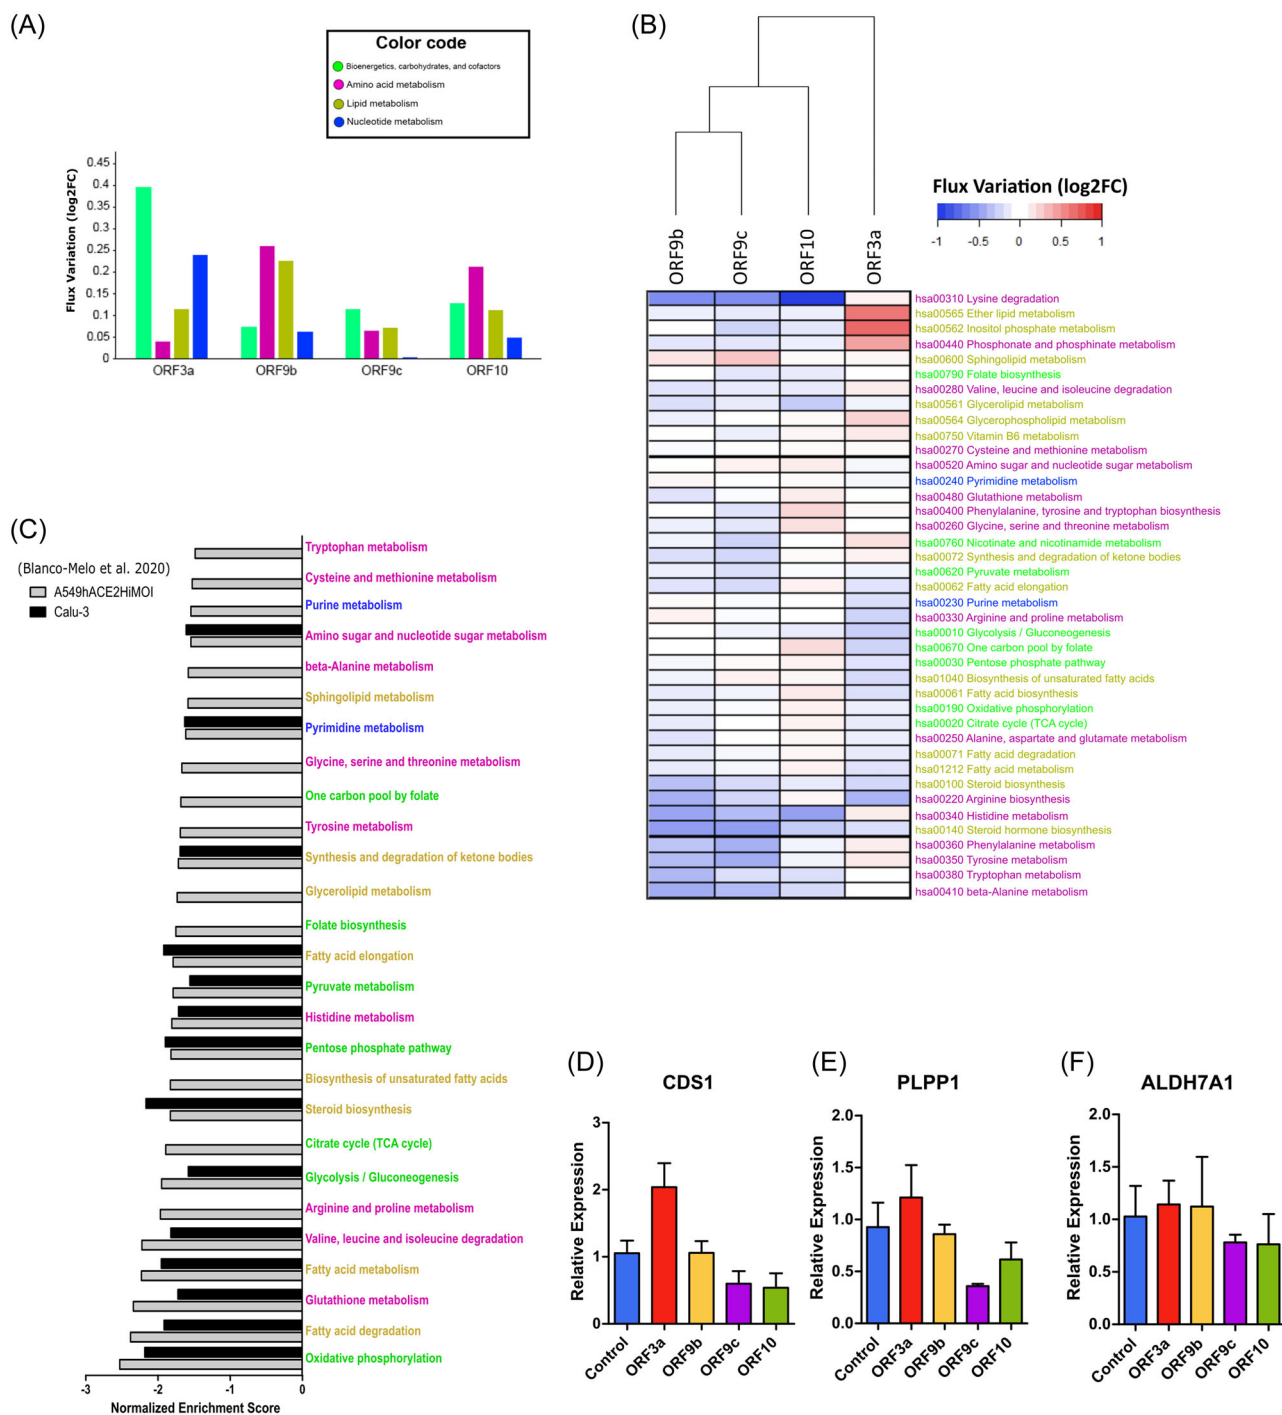 (A)
Color code
Bioenergetics, carbohydrates, and cofactors
Amino acid metabolism
Lipid metabolism
Nucleotide metabolism
Flux Variation (log2FC)
0.45
0.4
0.35
0.3
0.25
0.2
0.15
0.1
0.05
0
ORF3a
ORF9b
ORF9c
ORF10
(B)
Flux Variation (log2FC)
-1
-0.5
0
0.5
1
ORF9b
ORF9c
ORF10
ORF3a
hsa00310 Lysine degradation
hsa00565 Ether lipid metabolism
hsa00562 Inositol phosphate metabolism
hsa00440 Phosphonate and phosphinate metabolism
hsa00600 Sphingolipid metabolism
hsa00790 Folate biosynthesis
hsa00280 Valine, leucine and isoleucine degradation
hsa00561 Glycerolipid metabolism
hsa00564 Glycerophospholipid metabolism
hsa00750 Vitamin B6 metabolism
hsa00270 Cysteine and methionine metabolism
hsa00520 Amino sugar and nucleotide sugar metabolism
hsa00240 Pyrimidine metabolism
hsa00480 Glutathione metabolism
hsa00400 Phenylalanine, tyrosine and tryptophan biosynthesis
hsa00260 Glycine, serine and threonine metabolism
hsa00760 Nicotinate and nicotinamide metabolism
hsa00072 Synthesis and degradation of ketone bodies
hsa00620 Pyruvate metabolism
hsa00062 Fatty acid elongation
hsa00230 Purine metabolism
hsa00330 Arginine and proline metabolism
hsa00010 Glycolysis / Gluconeogenesis
hsa00670 One carbon pool by folate
hsa00030 Pentose phosphate pathway
hsa01040 Biosynthesis of unsaturated fatty acids
hsa00061 Fatty acid biosynthesis
hsa00190 Oxidative phosphorylation
hsa00020 Citrate cycle (TCA cycle)
hsa00250 Alanine, aspartate and glutamate metabolism
hsa00071 Fatty acid degradation
hsa01212 Fatty acid metabolism
hsa00100 Steroid biosynthesis
hsa00220 Arginine biosynthesis
hsa00340 Histidine metabolism
hsa00140 Steroid hormone biosynthesis
hsa00360 Phenylalanine metabolism
hsa00350 Tyrosine metabolism
hsa00380 Tryptophan metabolism
hsa00410 beta-Alanine metabolism
(C)
(Blanco-Melo et al. 2020)
A549hACE2HiMOI
Calu-3
Tryptophan metabolism
Cysteine and methionine metabolism
Purine metabolism
Amino sugar and nucleotide sugar metabolism
beta-Alanine metabolism
Sphingolipid metabolism
Pyrimidine metabolism
Glycine, serine and threonine metabolism
One carbon pool by folate
Tyrosine metabolism
Synthesis and degradation of ketone bodies
Glycerolipid metabolism
Folate biosynthesis
Fatty acid elongation
Pyruvate metabolism
Histidine metabolism
Pentose phosphate pathway
Biosynthesis of unsaturated fatty acids
Steroid biosynthesis
Citrate cycle (TCA cycle)
Glycolysis / Gluconeogenesis
Arginine and proline metabolism
Valine, leucine and isoleucine degradation
Fatty acid metabolism
Glutathione metabolism
Fatty acid degradation
Oxidative phosphorylation
-3
-2
-1
0
Normalized Enrichment Score
(D)
CDS1
Relative Expression
3
2
1
0
Control
ORF3a
ORF9b
ORF9c
ORF10
(E)
PLPP1
Relative Expression
2.0
1.5
1.0
0.5
0.0
Control
ORF3a
ORF9b
ORF9c
ORF10
(F)
ALDH7A1
Relative Expression
2.0
1.5
1.0
0.5
0.0
Control
ORF3a
ORF9b
ORF9c
ORF10